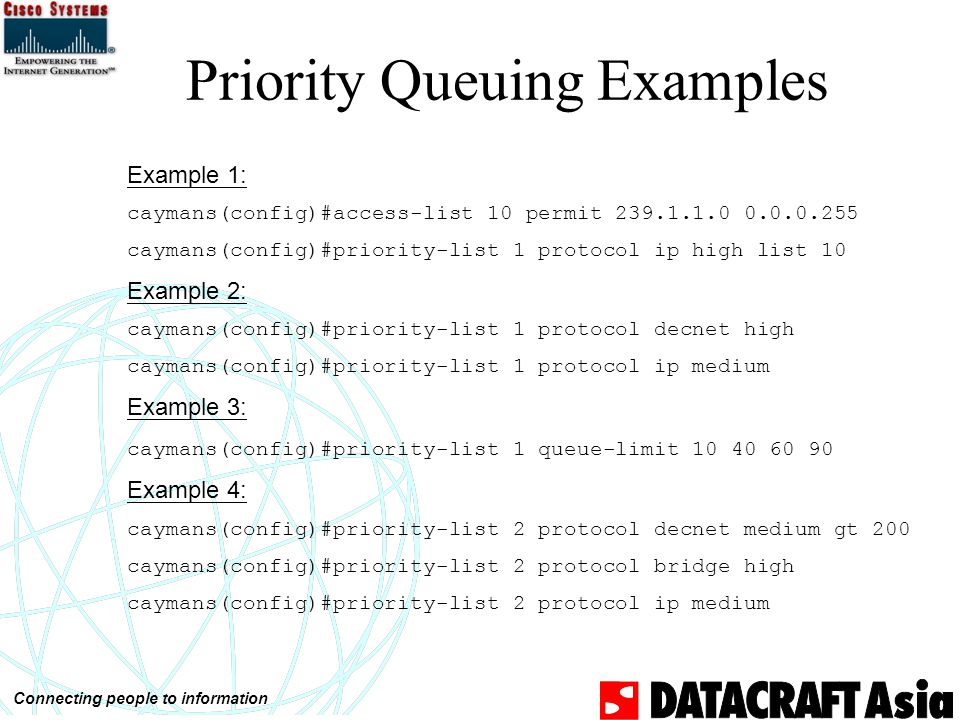 CISCO SYSTEMS
EMPOWERING THE
INTERNET GENERATION℠
Priority Queuing Examples
Example 1:
caymans(config)#access-list 10 permit 239.1.1.0 0.0.0.255
caymans(config)#priority-list 1 protocol ip high list 10
Example 2:
caymans(config)#priority-list 1 protocol decnet high
caymans(config)#priority-list 1 protocol ip medium
Example 3:
caymans(config)#priority-list 1 queue-limit 10 40 60 90
Example 4:
caymans(config)#priority-list 2 protocol decnet medium gt 200
caymans(config)#priority-list 2 protocol bridge high
caymans(config)#priority-list 2 protocol ip medium
Connecting people to information
DATACRAFT Asia